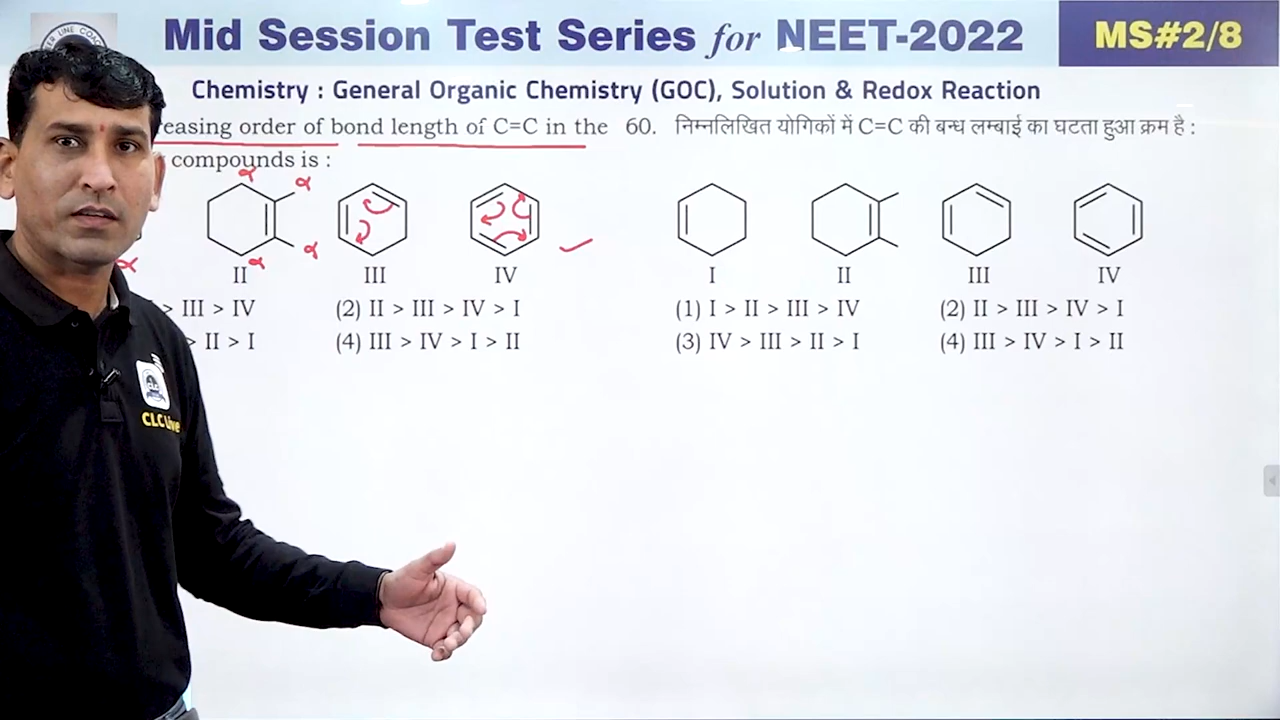 Mid Session Test Series for NEET-2022
MS#2/8
Chemistry : General Organic Chemistry (GOC), Solution & Redox Reaction
order of bond length of C=C in the
compounds is :
α α
α α
α
II III IV
> III > IV (2) II > III > IV > I
> II > I (4) III > IV > I > II
60. निम्नलिखित योगिकों में C=C की बन्ध लम्बाई का घटता हुआ क्रम है :
I II III IV
(1) I > II > III > IV (2) II > III > IV > I
(3) IV > III > II > I (4) III > IV > I > II
CLC Live